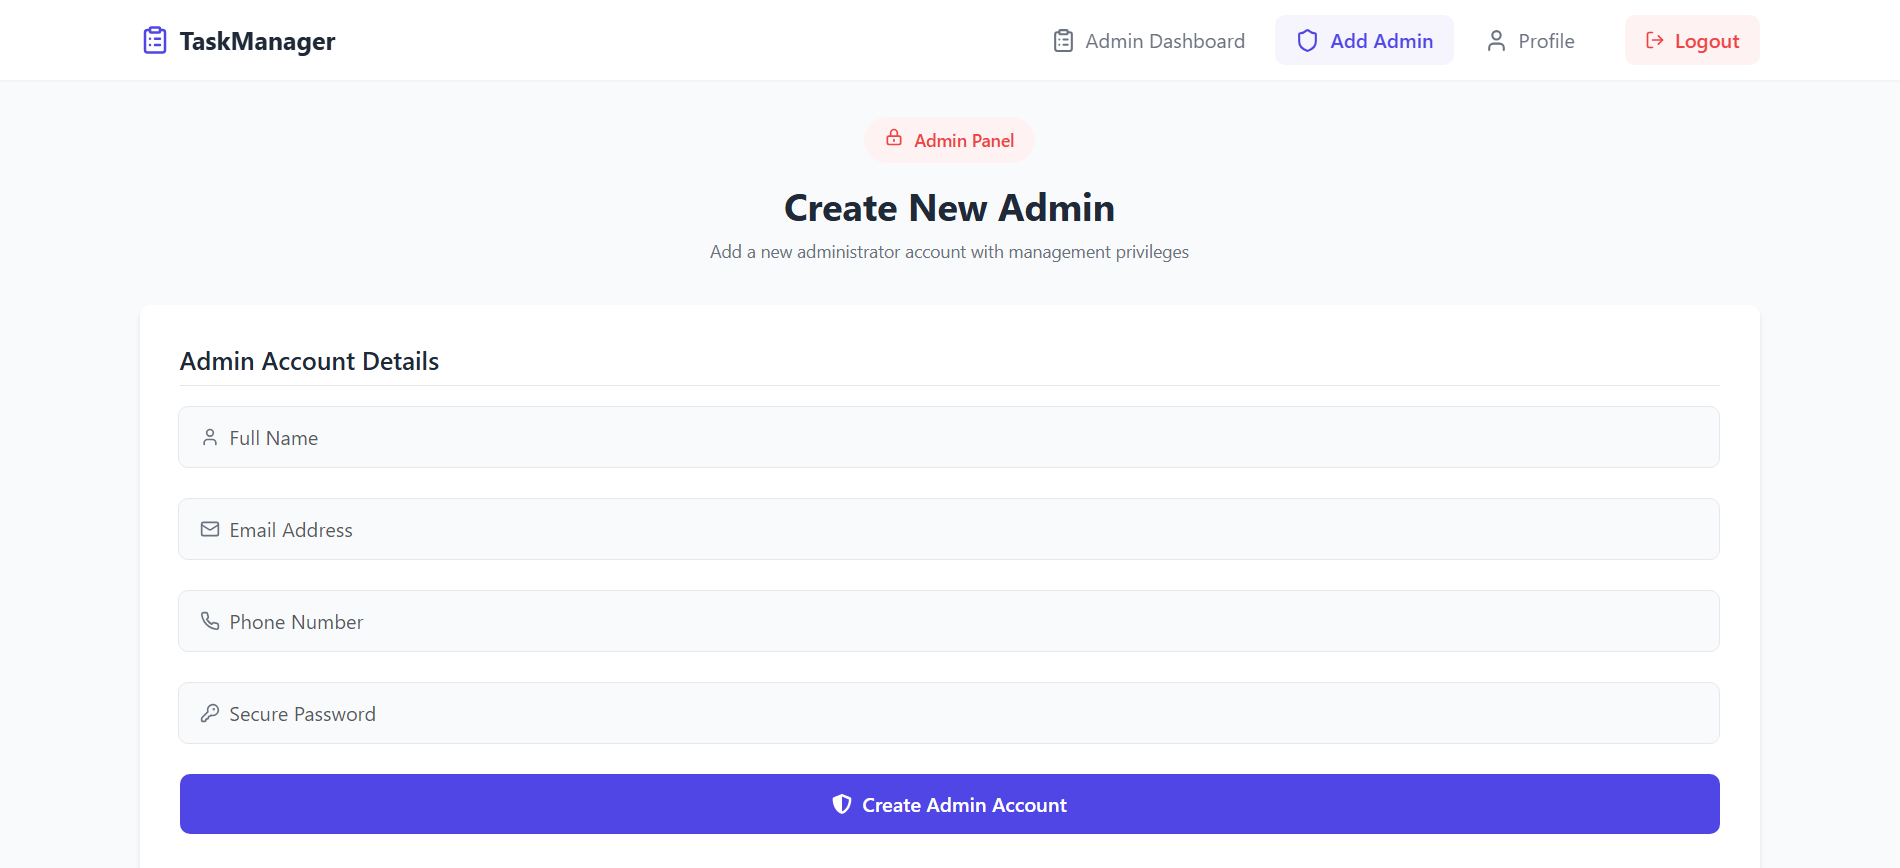 TaskManager
Admin Dashboard
Add Admin
Profile
Logout
Admin Panel
Create New Admin
Add a new administrator account with management privileges
Admin Account Details
Full Name
Email Address
Phone Number
Secure Password
Create Admin Account